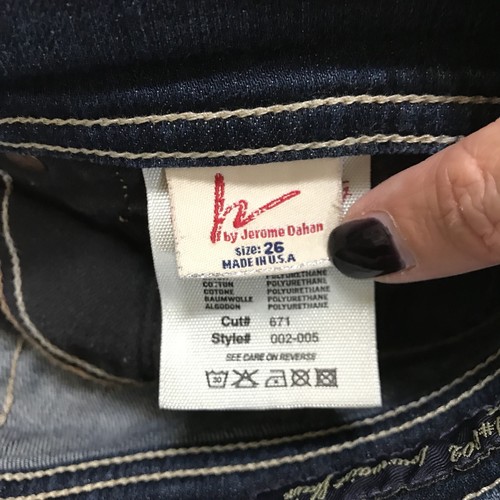 by Jerome Dahan
SIZE: 26
MADE IN U.S.A
COTTON POLYURETHANE
COTONE POLYURETHANE
BAUMWOLLE POLYURETHANE
ALGODON POLYURETHANE
Cut# 671
Style# 002-005
SEE CARE ON REVERSE
30